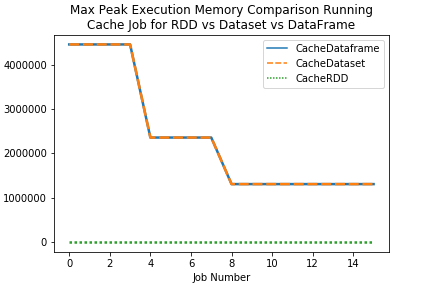 Max Peak Execution Memory Comparison Running
Cache Job for RDD vs Dataset vs DataFrame
CacheDataframe
CacheDataset
CacheRDD
4000000
3000000
2000000
1000000
0
0 2 4 6 8 10 12 14
Job Number